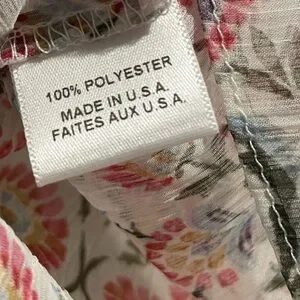 100% POLYESTER
MADE IN U.S.A.
FAITES AUX U.S.A.